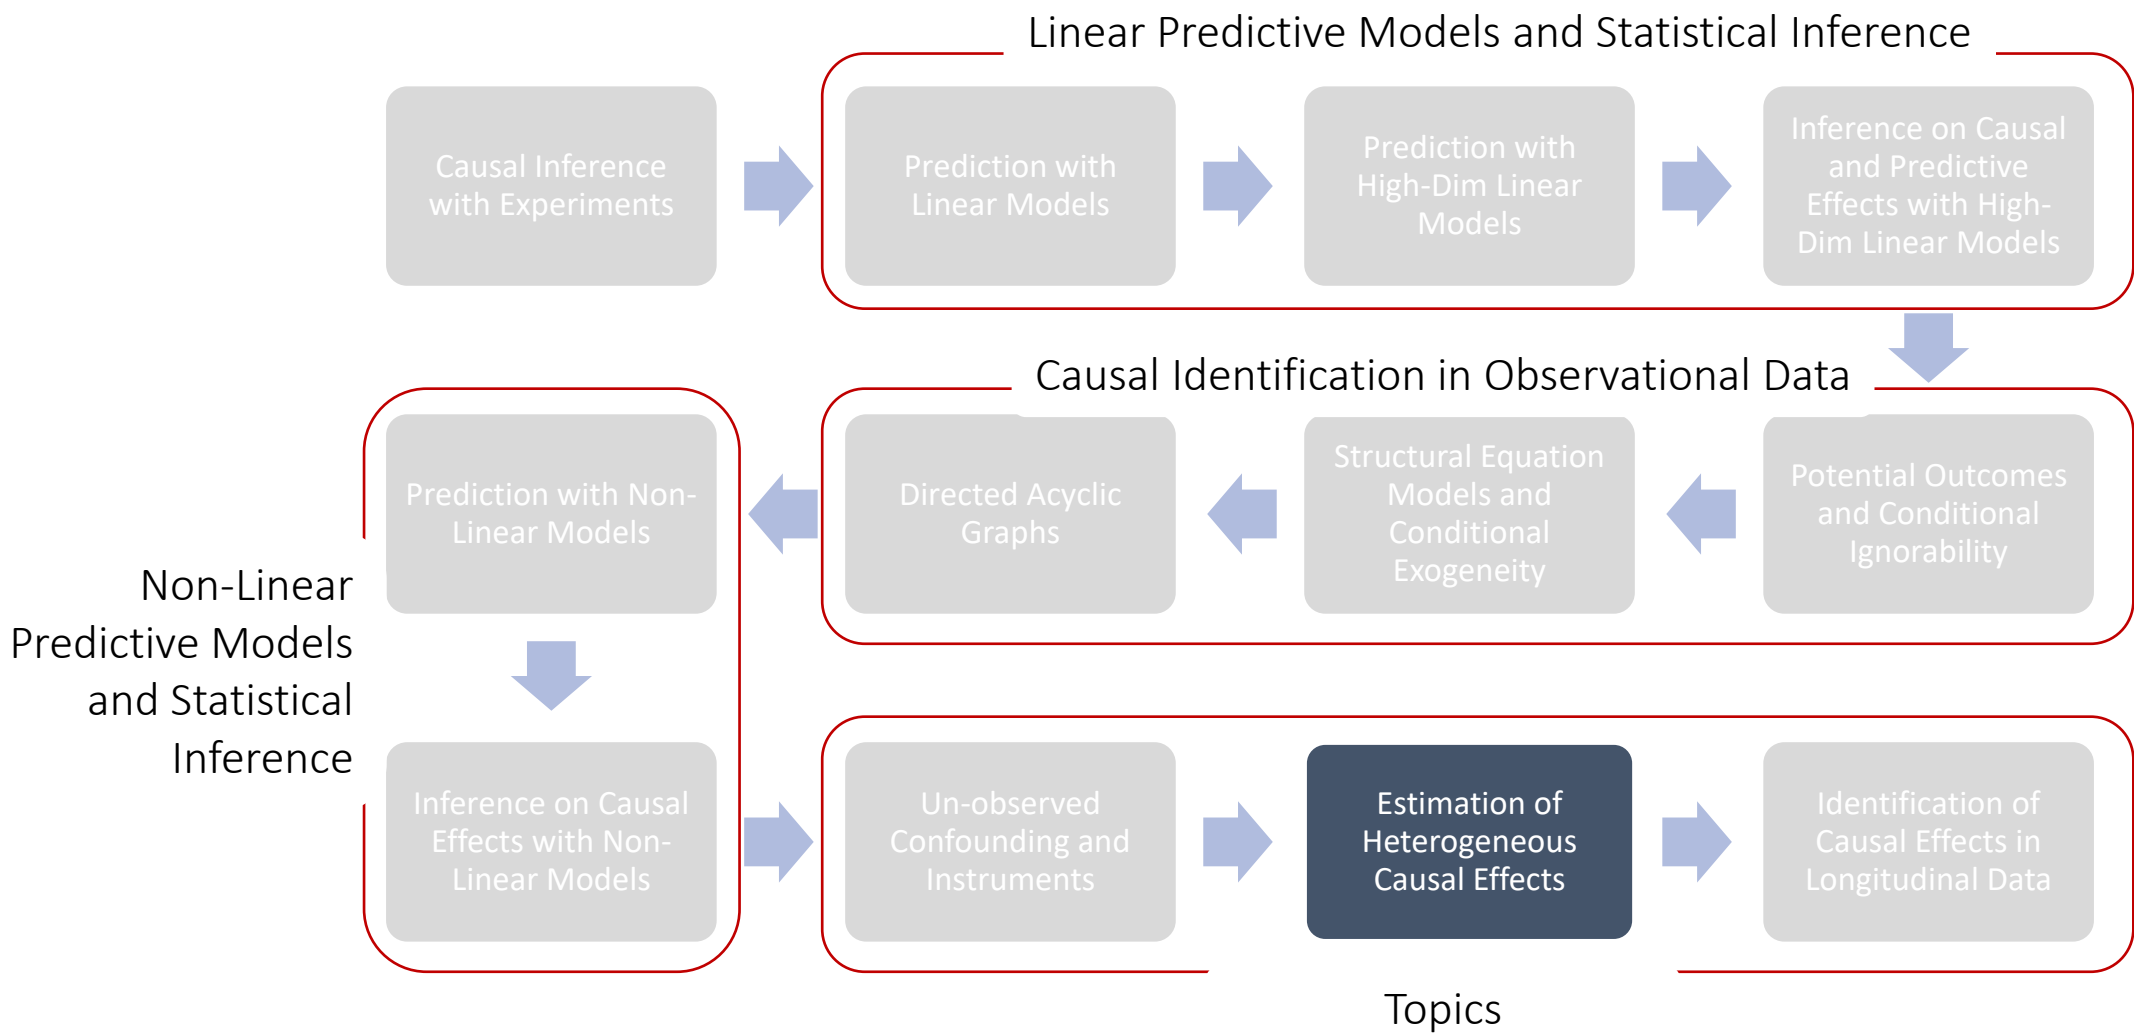 Linear Predictive Models and Statistical Inference
Causal Inference
with Experiments
Prediction with
Linear Models
Prediction with
High-Dim Linear
Models
Inference on Causal
and Predictive
Effects with High-
Dim Linear Models
Causal Identification in Observational Data
Potential Outcomes
and Conditional
Ignorability
Structural Equation
Models and
Conditional
Exogeneity
Directed Acyclic
Graphs
Prediction with Non-
Linear Models
Non-Linear
Predictive Models
and Statistical
Inference
Inference on Causal
Effects with Non-
Linear Models
Un-observed
Confounding and
Instruments
Estimation of
Heterogeneous
Causal Effects
Identification of
Causal Effects in
Longitudinal Data
Topics